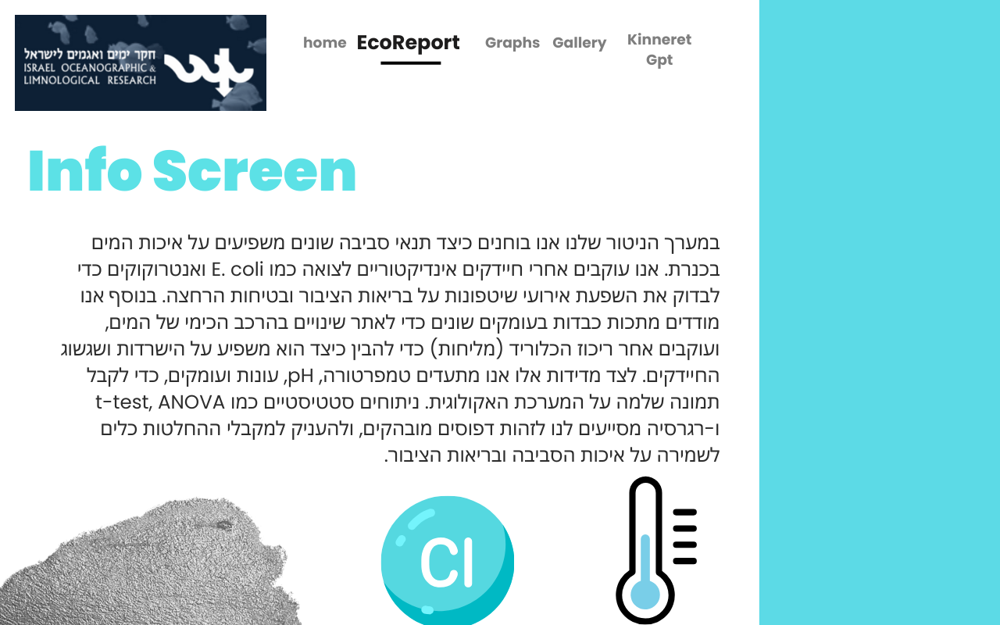 חקר ימים ואגמים לישראל
ISRAEL OCEANOGRAPHIC &
LIMNOLOGICAL RESEARCH
home EcoReport Graphs Gallery Kinneret
Gpt
Info Screen
במערך הניטור שלנו אנו בוחנים כיצד תנאי סביבה שונים משפיעים על איכות המים
בכנרת. אנו עוקבים אחרי חיידקים אינדיקטוריים לצואה כמו E. coli ואנטרוקוקים כדי
לבדוק את השפעת אירועי שיטפונות על בריאות הציבור ובטיחות הרחצה. בנוסף אנו
מודדים מתכות כבדות בעומקים שונים כדי לאתר שינויים בהרכב הכימי של המים,
ועוקבים אחר ריכוז הכלוריד (מליחות) כדי להבין כיצד הוא משפיע על הישרדות ושגשוג
החיידקים. לצד מדידות אלו אנו מתעדים טמפרטורה, pH, עונות ועומקים, כדי לקבל
תמונה שלמה על המערכת האקולוגית. ניתוחים סטטיסטיים כמו t-test, ANOVA
ו-רגרסיה מסייעים לנו לזהות דפוסים מובהקים, ולהעניק למקבלי ההחלטות כלים
לשמירה על איכות הסביבה ובריאות הציבור.
Cl